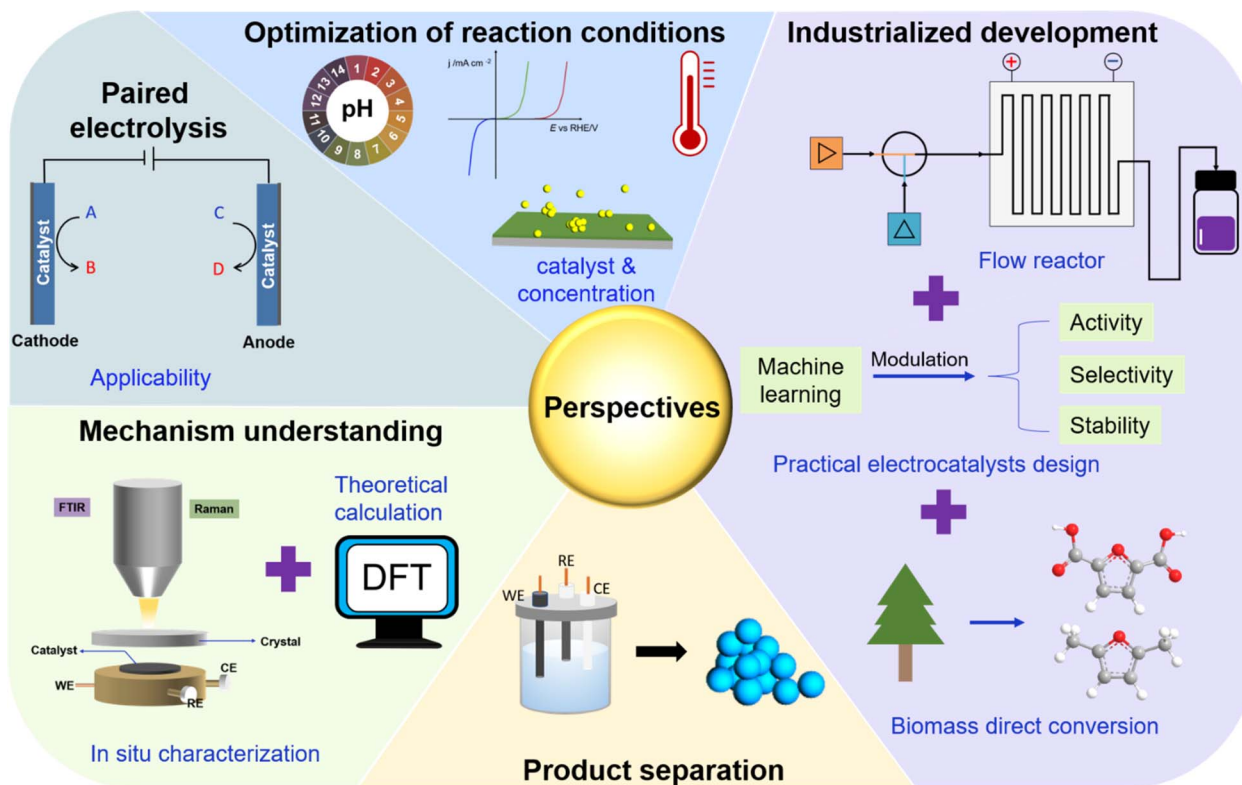 Optimization of reaction conditions
1
2
3
4
5
6
7
8
9
10
11
12
13
14
pH
j /mA cm -2
E vs RHE/V
catalyst &
concentration
Industrialized development
+
−
Flow reactor
Machine
learning
Modulation
Activity
Selectivity
Stability
Practical electrocatalysts design
Biomass direct conversion
Paired
electrolysis
Catalyst
A
B
C
D
Catalyst
Cathode
Anode
Applicability
Perspectives
Mechanism understanding
FTIR
Raman
Theoretical
calculation
DFT
Crystal
Catalyst
CE
WE
RE
In situ characterization
RE
WE
CE
Product separation